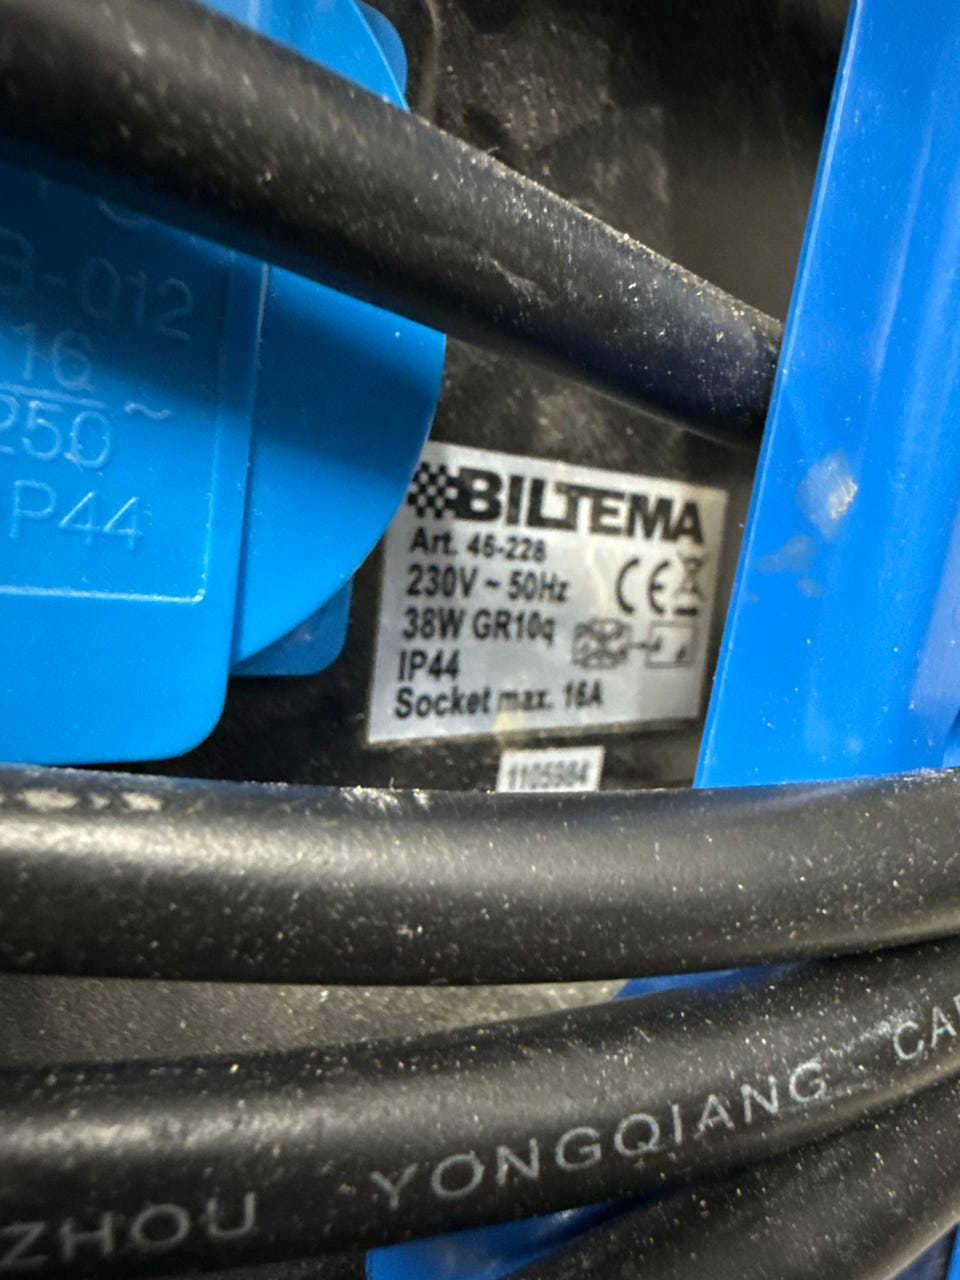 B-012
16
250 ~
IP44
BILTEMA
Art. 46-228
230V ~ 50Hz
CE
38W GR10q
IP44
Socket max. 16A
1105984
YONGQIANG
ZHOU